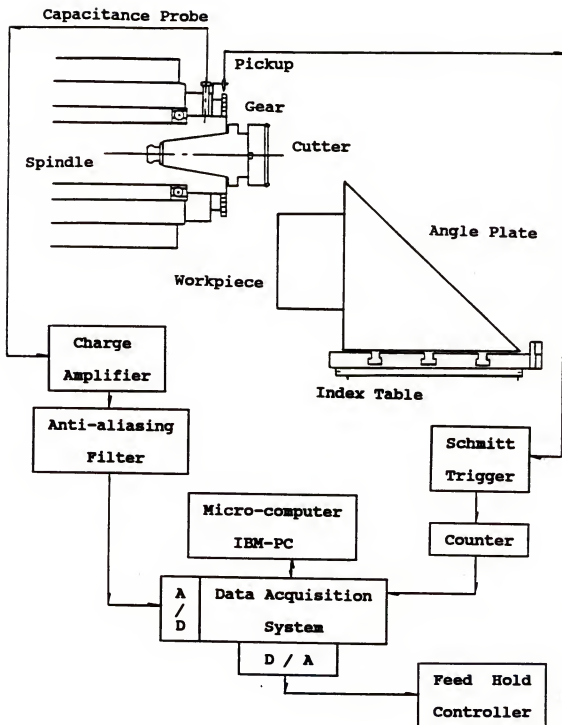 Capacitance Probe
Pickup
Gear
Cutter
Spindle
Angle Plate
Workpiece
Index Table
Charge
Amplifier
Anti-aliasing
Filter
Schmitt
Trigger
Micro-computer
IBM-PC
Counter
A
/
D
Data Acquisition
System
D / A
Feed Hold
Controller